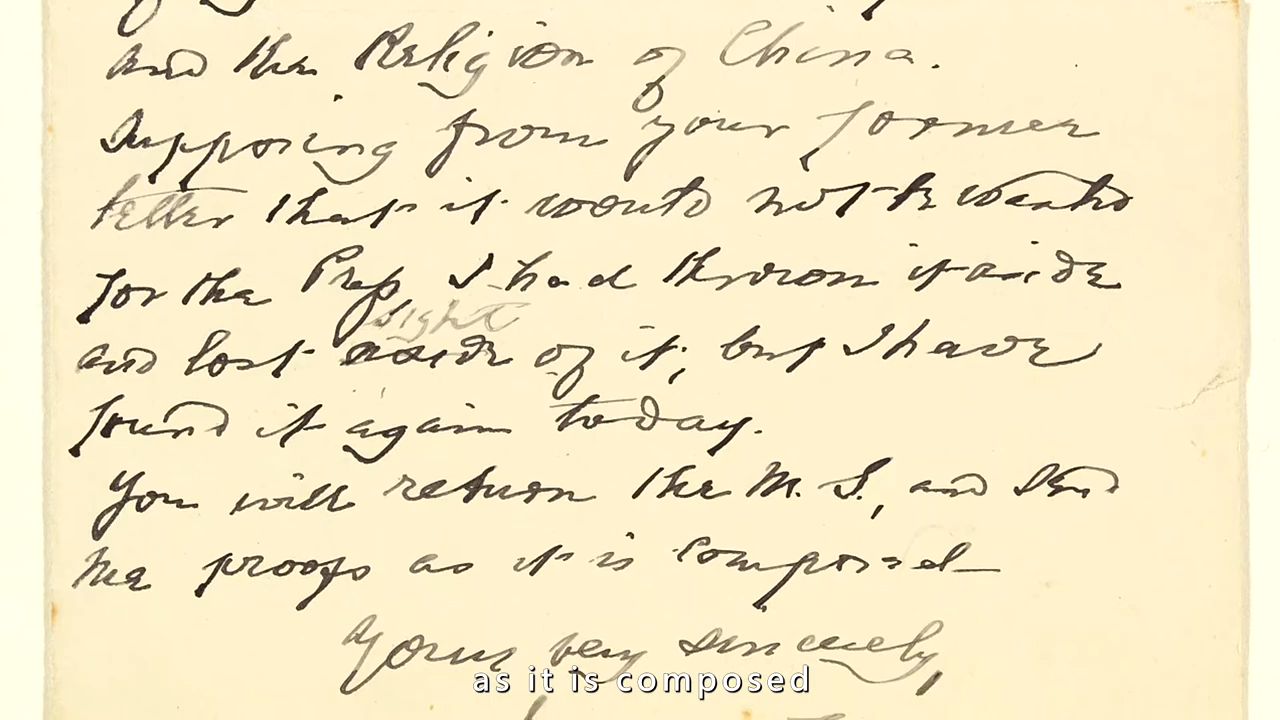 and the Religion of China.
Supposing from your former
letter that it would not be wanted
for the Prep I had thrown it aside
sight
and lost aside of it; but I have
found it again today.
You will return the M.S., and send
me proofs as it is composed
Yours very sincerely,
as it is composed